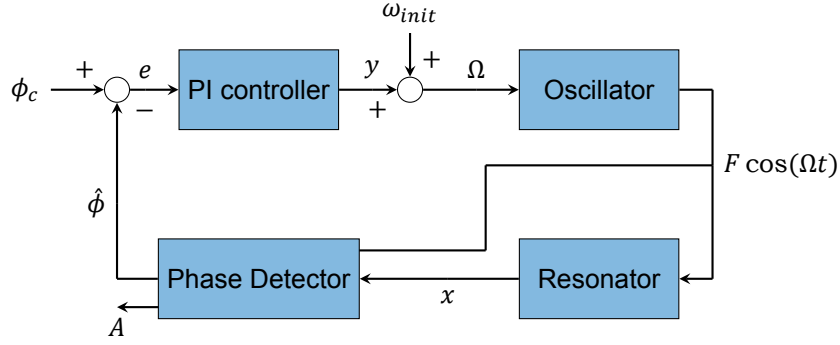 ω_init
+ e y + Ω
ϕ_c PI controller Oscillator
− +
F cos(Ωt)
ϕ̂
Phase Detector Resonator
x
A